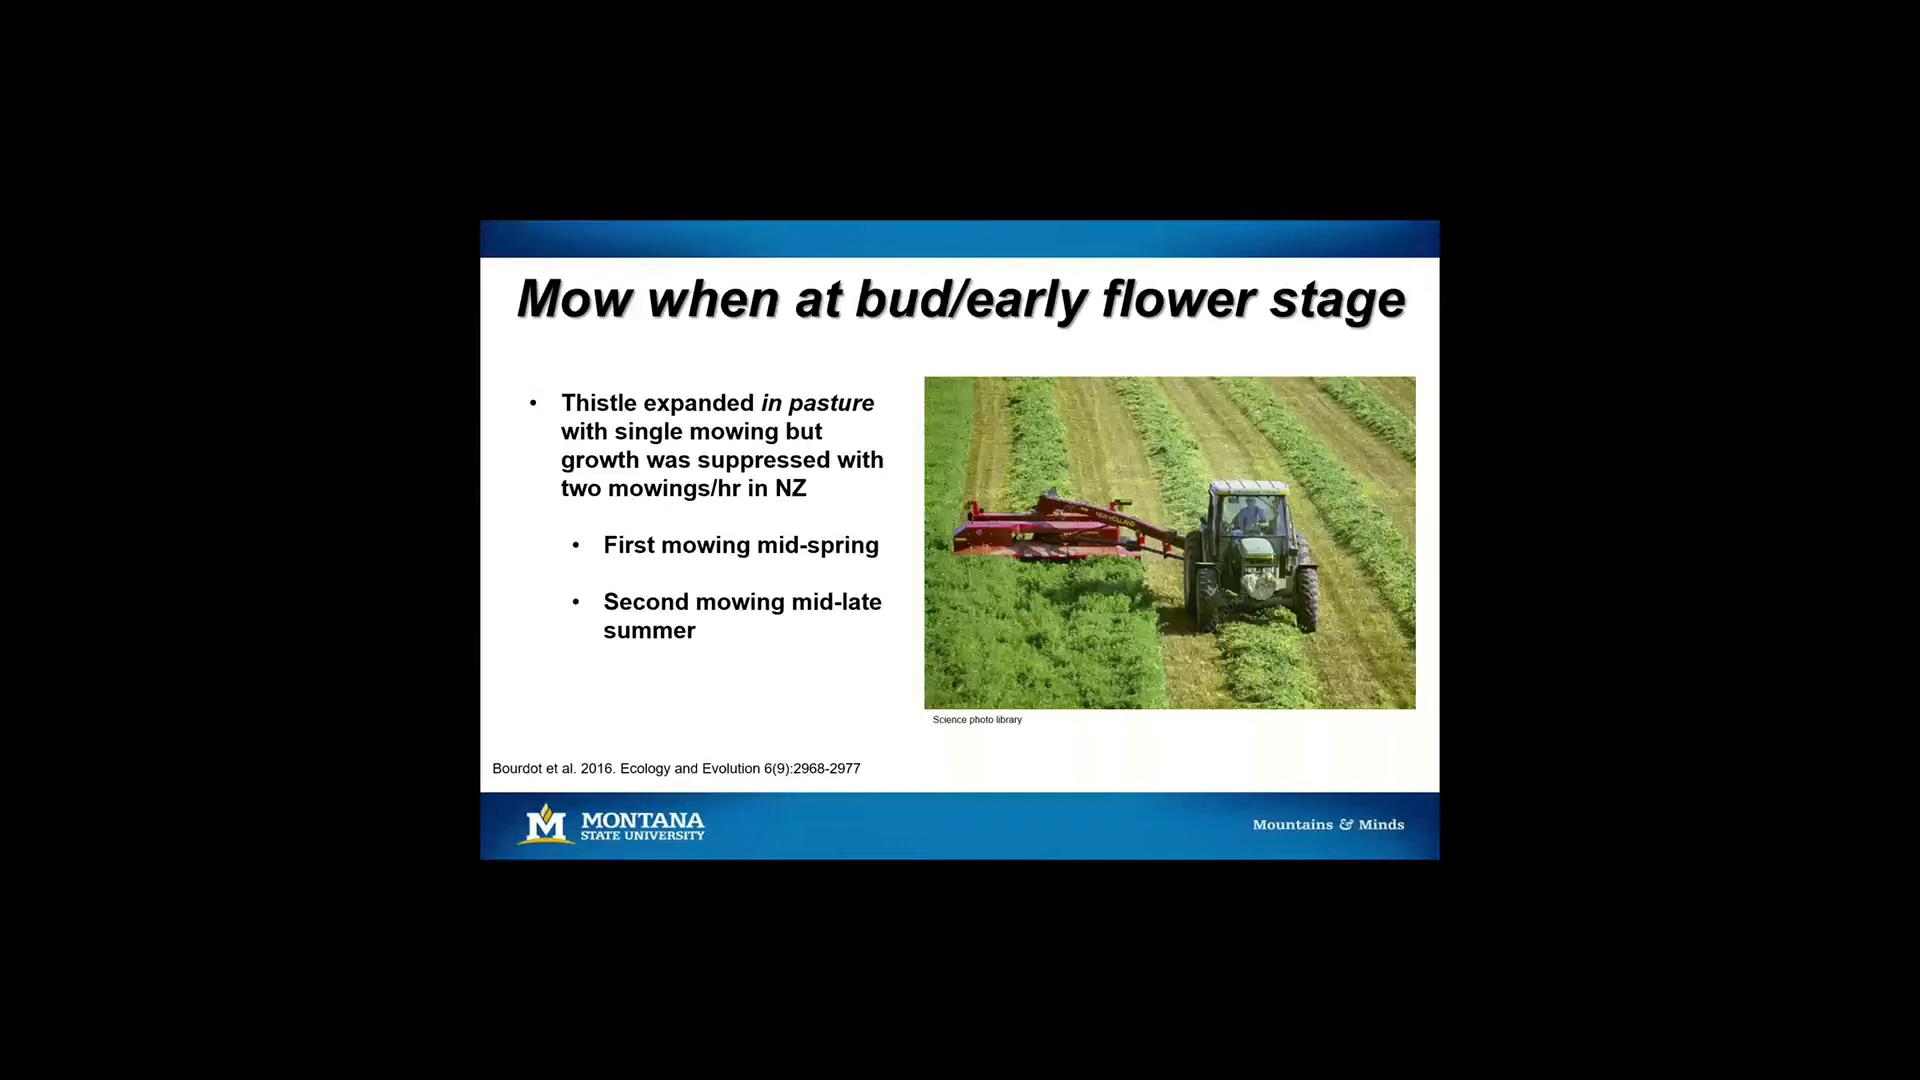 Mow when at bud/early flower stage
• Thistle expanded in pasture
with single mowing but
growth was suppressed with
two mowings/hr in NZ
• First mowing mid-spring
• Second mowing mid-late
summer
NEW HOLLAND
Science photo library
Bourdot et al. 2016. Ecology and Evolution 6(9):2968-2977
M MONTANA
STATE UNIVERSITY
Mountains & Minds